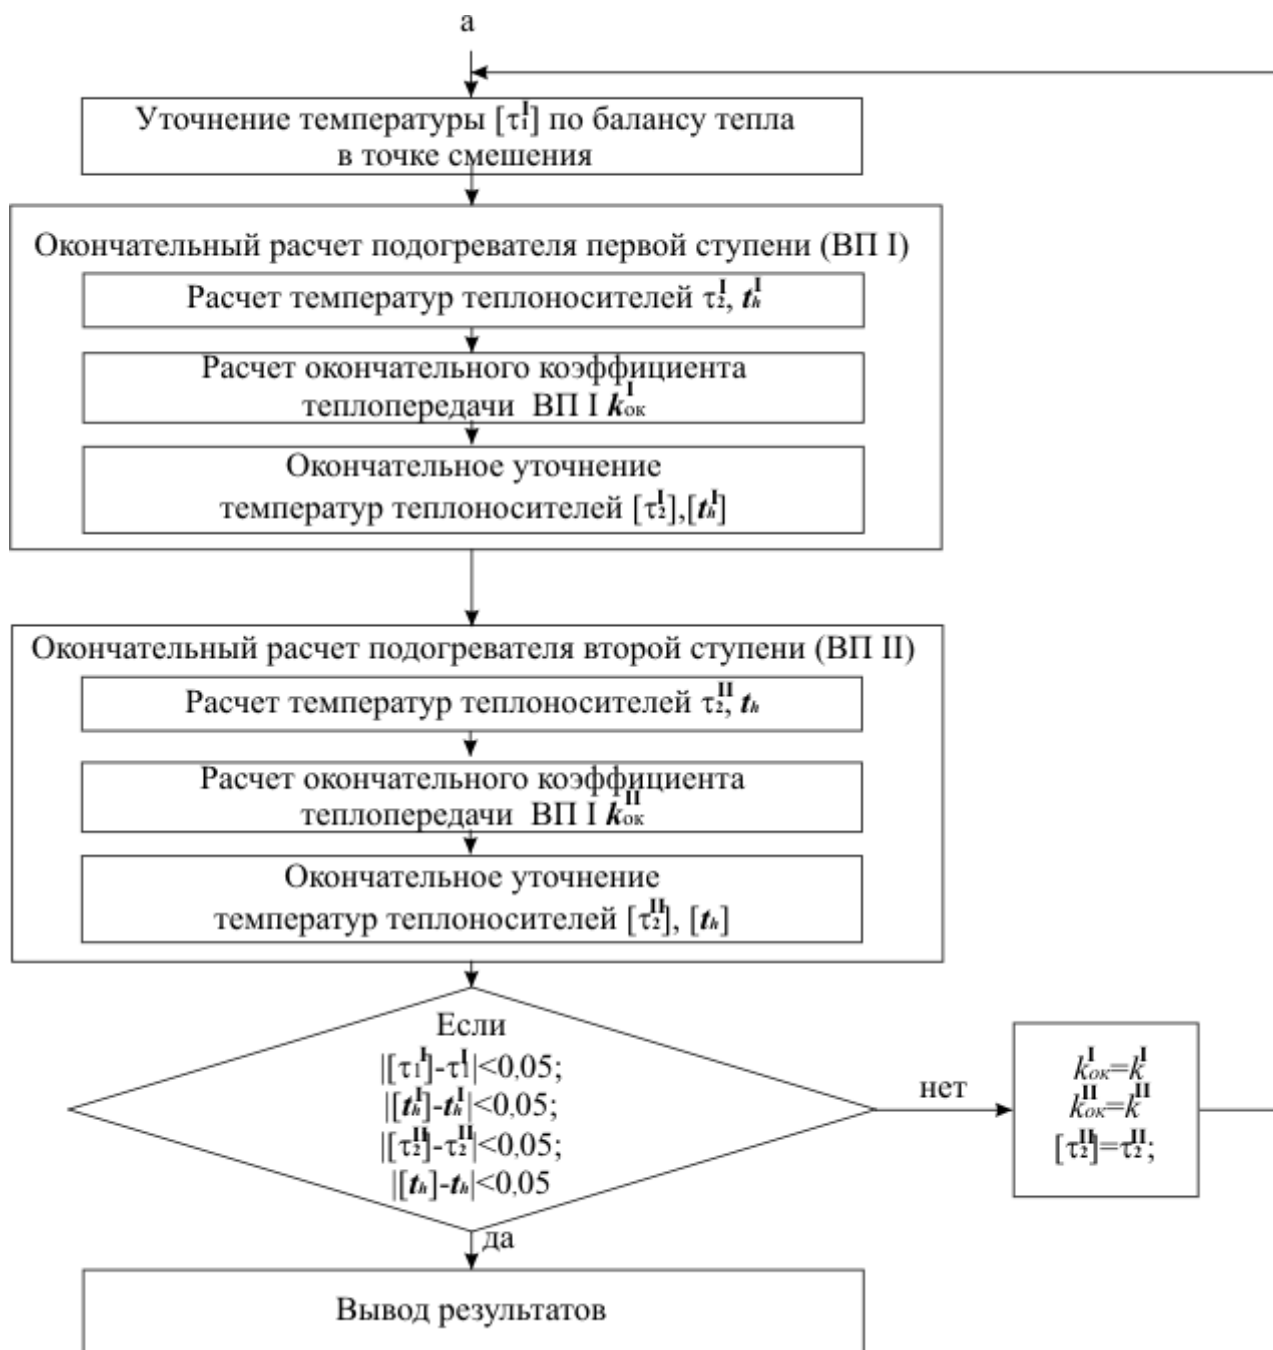 а
Уточнение температуры [τ₁ᴵ] по балансу тепла
в точке смешения
Окончательный расчет подогревателя первой ступени (ВП I)
Расчет температур теплоносителей τ₂ᴵ, tₕᴵ
Расчет окончательного коэффициента
теплопередачи ВП I kᴵок
Окончательное уточнение
температур теплоносителей [τ₂ᴵ],[tₕᴵ]
Окончательный расчет подогревателя второй ступени (ВП II)
Расчет температур теплоносителей τ₂ᴵᴵ, tₕ
Расчет окончательного коэффициента
теплопередачи ВП I kᴵᴵок
Окончательное уточнение
температур теплоносителей [τ₂ᴵᴵ], [tₕ]
Если
|[τ₁ᴵ]-τ₁ᴵ|<0,05;
|[tₕᴵ]-tₕᴵ|<0,05;
|[τ₂ᴵᴵ]-τ₂ᴵᴵ|<0,05;
|[tₕ]-tₕ|<0,05
нет
kᴵок=kᴵ
kᴵᴵок=kᴵᴵ
[τ₂ᴵᴵ]=τ₂ᴵᴵ;
да
Вывод результатов